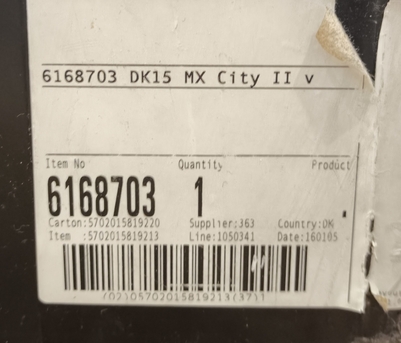 6168703 DK15 MX City II v
Item No Quantity Product
6168703 1
Carton:5702015819220 Supplier:363 Country:DK
Item :5702015819213 Line:1050341 Date:160105
(02)05702015819213(37)1